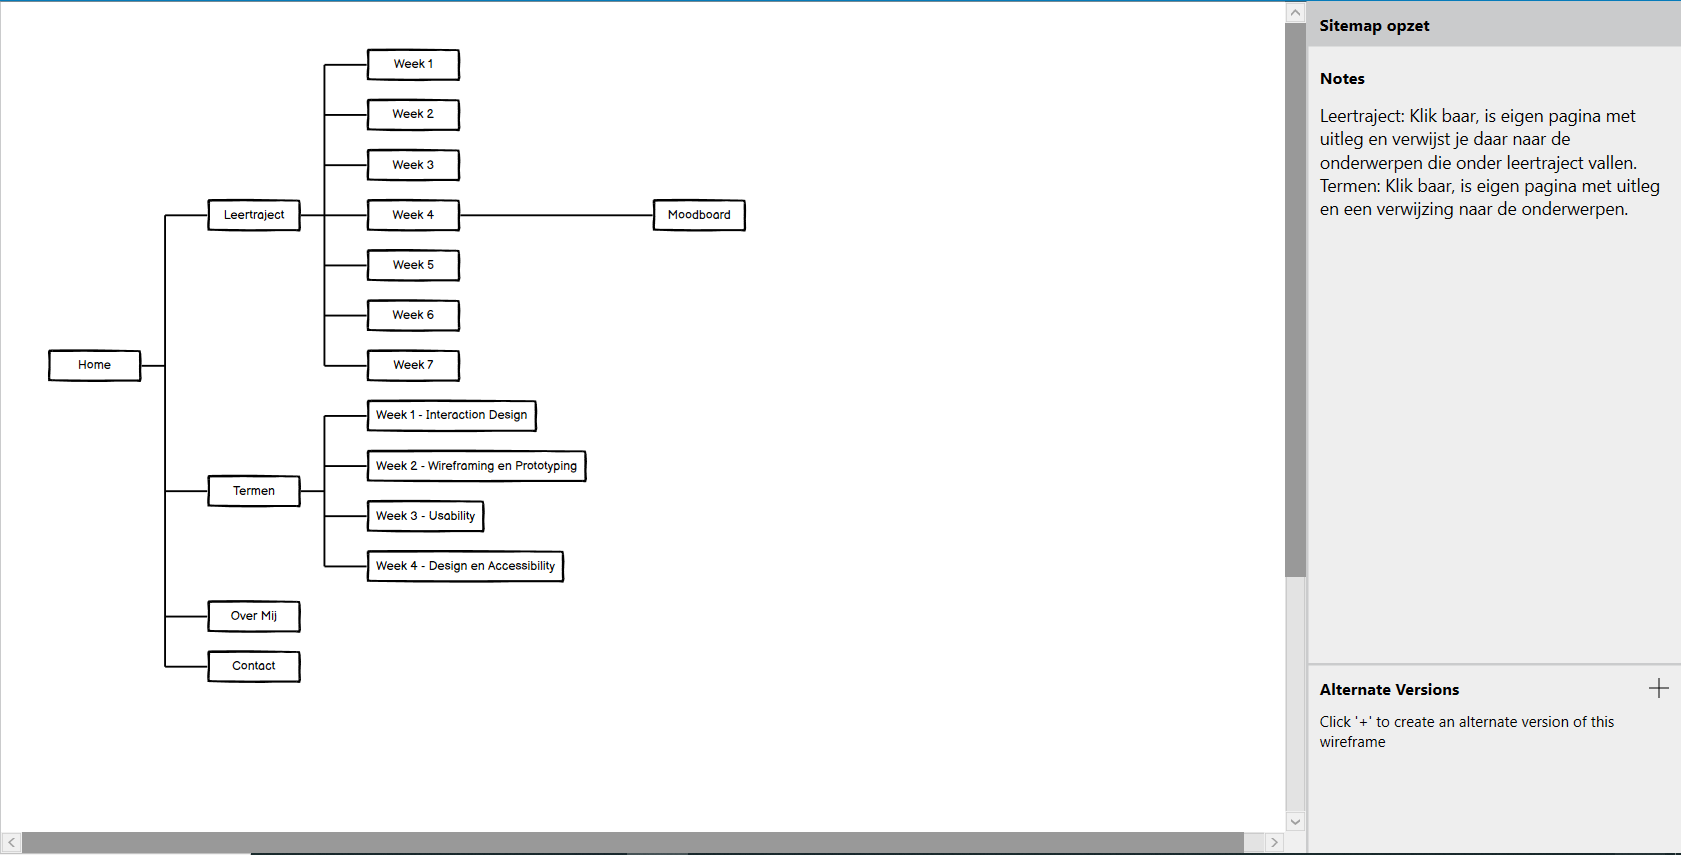 Week 1
Week 2
Week 3
Leertraject
Week 4
Moodboard
Week 5
Week 6
Home
Week 7
Week 1 - Interaction Design
Week 2 - Wireframing en Prototyping
Termen
Week 3 - Usability
Week 4 - Design en Accessibility
Over Mij
Contact
Sitemap opzet
Notes
Leertraject: Klik baar, is eigen pagina met
uitleg en verwijst je daar naar de
onderwerpen die onder leertraject vallen.
Termen: Klik baar, is eigen pagina met uitleg
en een verwijzing naar de onderwerpen.
Alternate Versions
Click '+' to create an alternate version of this
wireframe